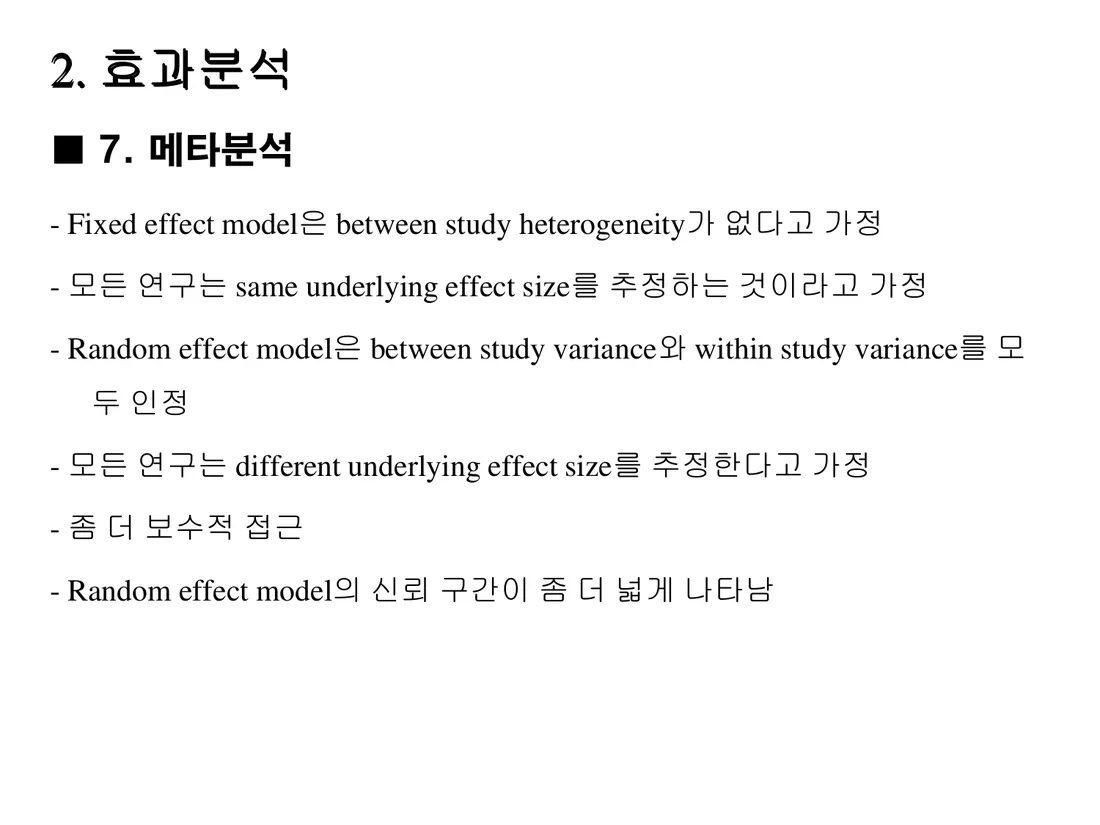 2. 효과분석
■ 7. 메타분석
- Fixed effect model은 between study heterogeneity가 없다고 가정
- 모든 연구는 same underlying effect size를 추정하는 것이라고 가정
- Random effect model은 between study variance와 within study variance를 모
두 인정
- 모든 연구는 different underlying effect size를 추정한다고 가정
- 좀 더 보수적 접근
- Random effect model의 신뢰 구간이 좀 더 넓게 나타남